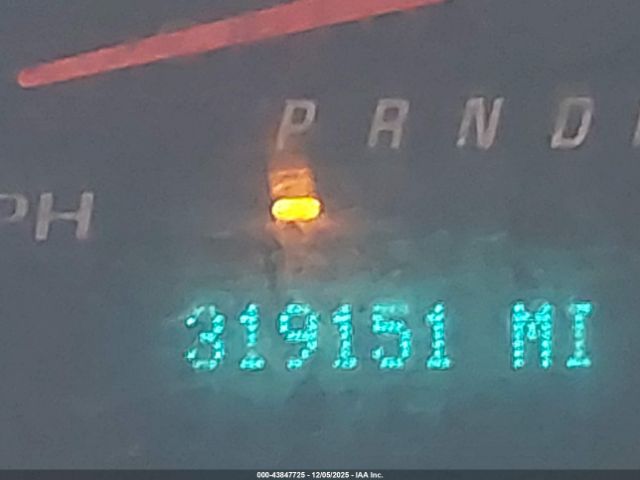 P R N D
PH
319151 MI
000-43847725 - 12/05/2025 - IAA Inc.